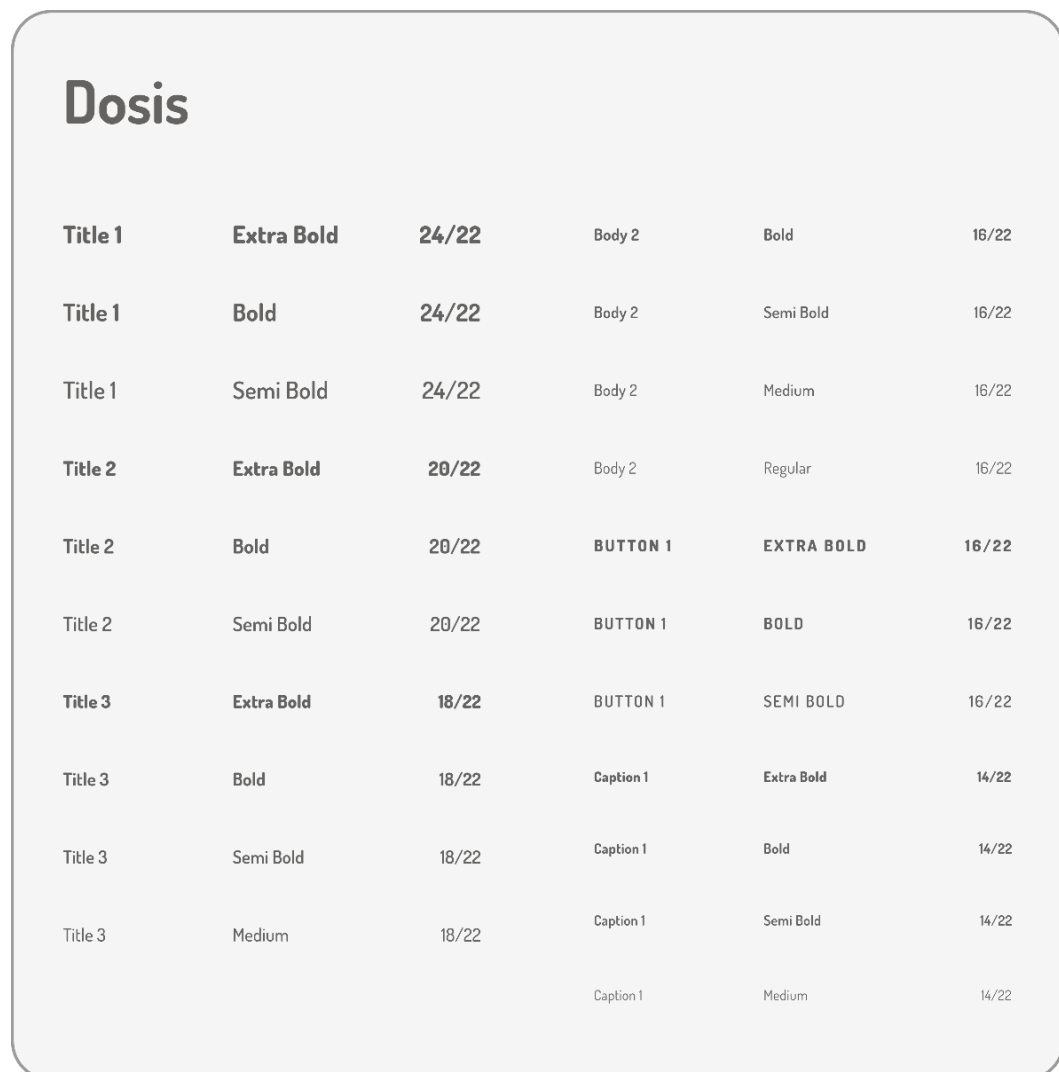 Dosis
Title 1 Extra Bold 24/22
Title 1 Bold 24/22
Title 1 Semi Bold 24/22
Title 2 Extra Bold 20/22
Title 2 Bold 20/22
Title 2 Semi Bold 20/22
Title 3 Extra Bold 18/22
Title 3 Bold 18/22
Title 3 Semi Bold 18/22
Title 3 Medium 18/22
Body 2 Bold 16/22
Body 2 Semi Bold 16/22
Body 2 Medium 16/22
Body 2 Regular 16/22
BUTTON 1 EXTRA BOLD 16/22
BUTTON 1 BOLD 16/22
BUTTON 1 SEMI BOLD 16/22
Caption 1 Extra Bold 14/22
Caption 1 Bold 14/22
Caption 1 Semi Bold 14/22
Caption 1 Medium 14/22